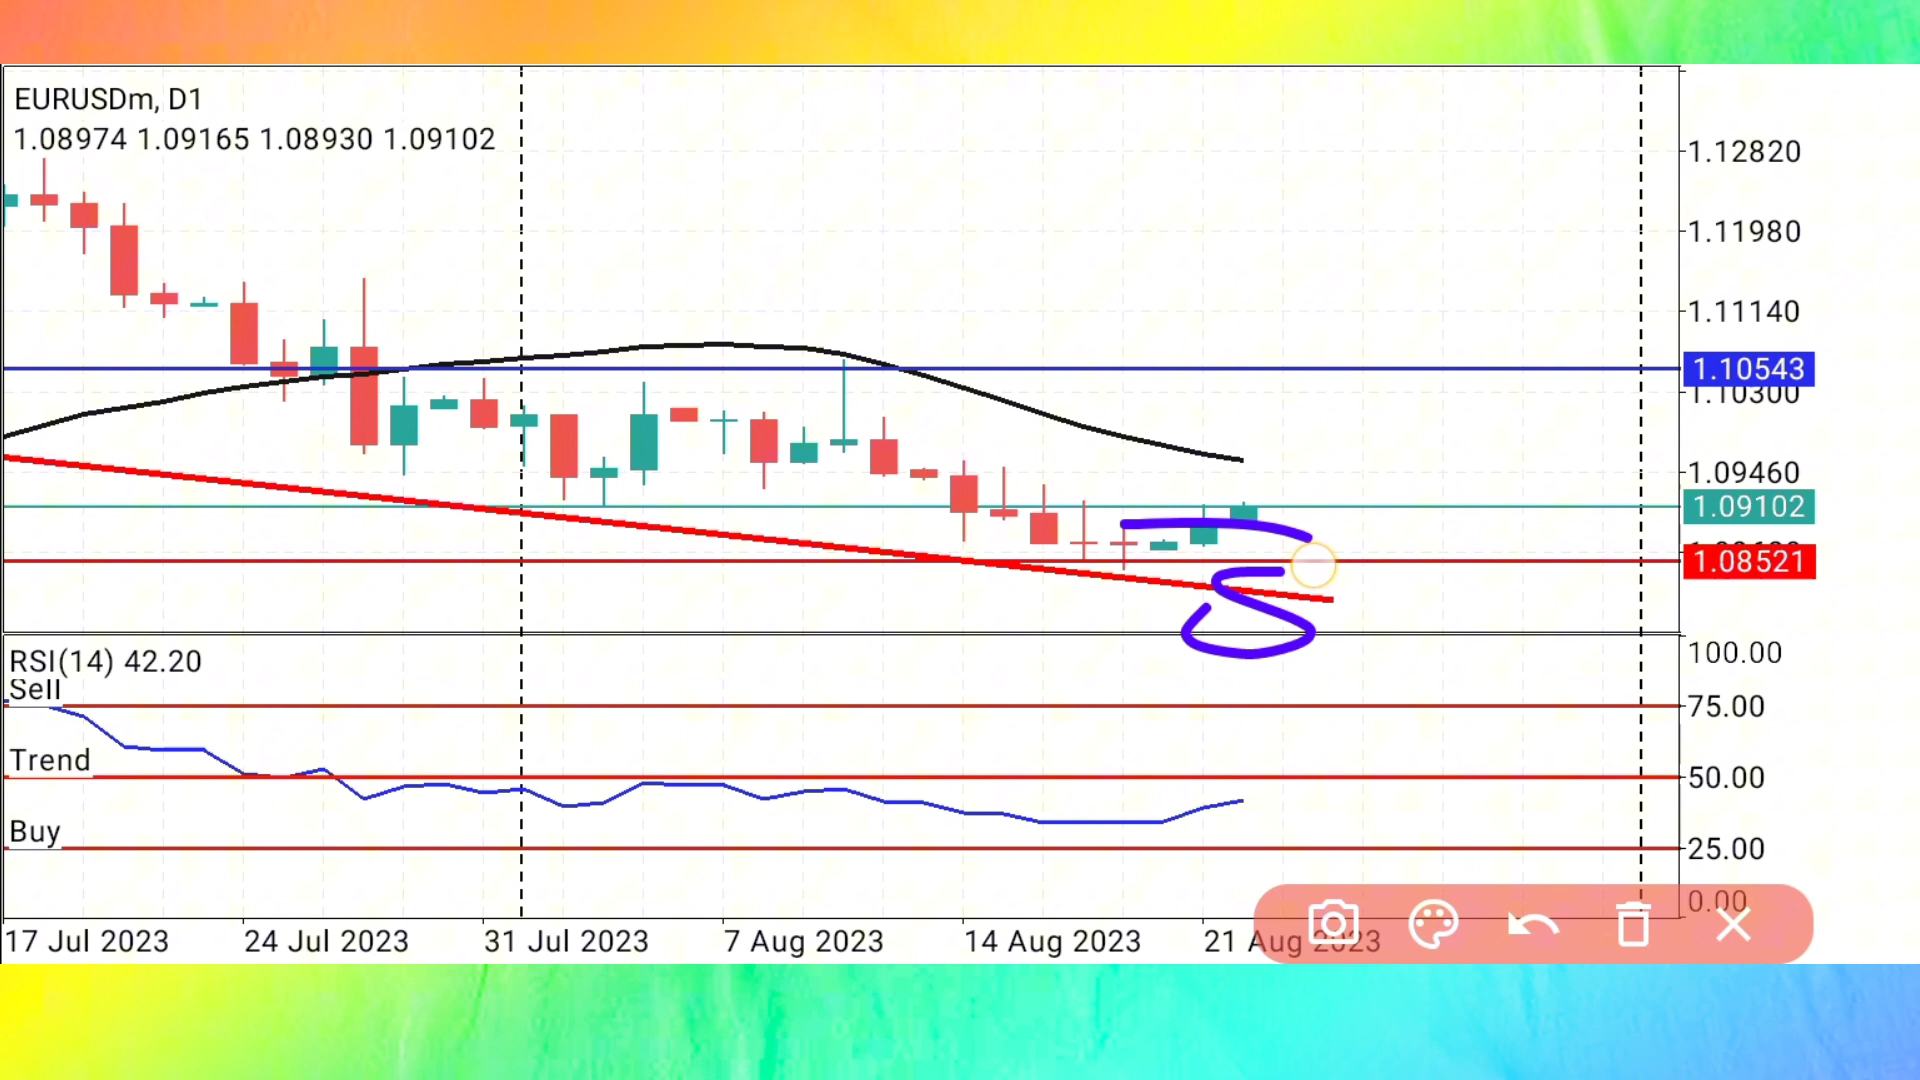 EURUSDm, D1
1.08974 1.09165 1.08930 1.09102
1.12820
1.11980
1.11140
1.10543
1.10300
1.09460
1.09102
1.08521
S
RSI(14) 42.20
100.00
Sell
75.00
Trend
50.00
Buy
25.00
0.00
17 Jul 2023 24 Jul 2023 31 Jul 2023 7 Aug 2023 14 Aug 2023 21 Aug 2023